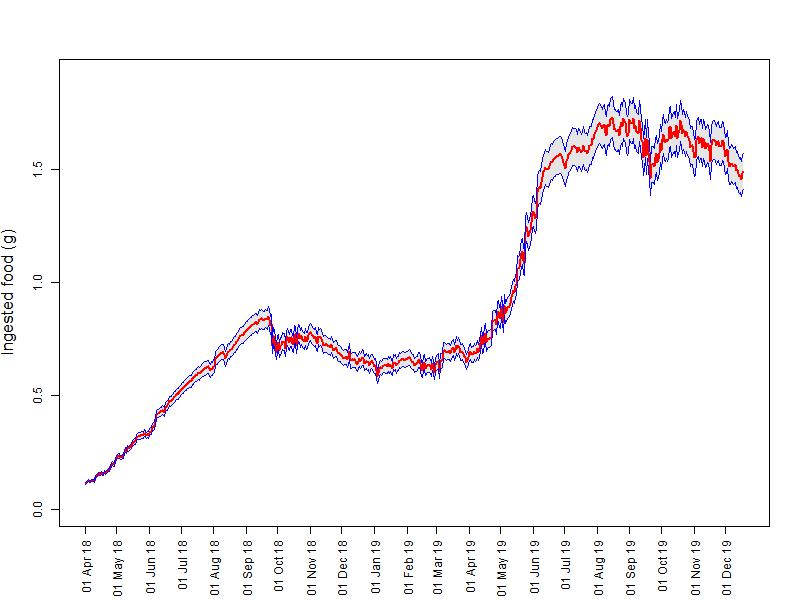 Ingested food (g)
1.5
1.0
0.5
0.0
01 Apr 18
01 May 18
01 Jun 18
01 Jul 18
01 Aug 18
01 Sep 18
01 Oct 18
01 Nov 18
01 Dec 18
01 Jan 19
01 Feb 19
01 Mar 19
01 Apr 19
01 May 19
01 Jun 19
01 Jul 19
01 Aug 19
01 Sep 19
01 Oct 19
01 Nov 19
01 Dec 19